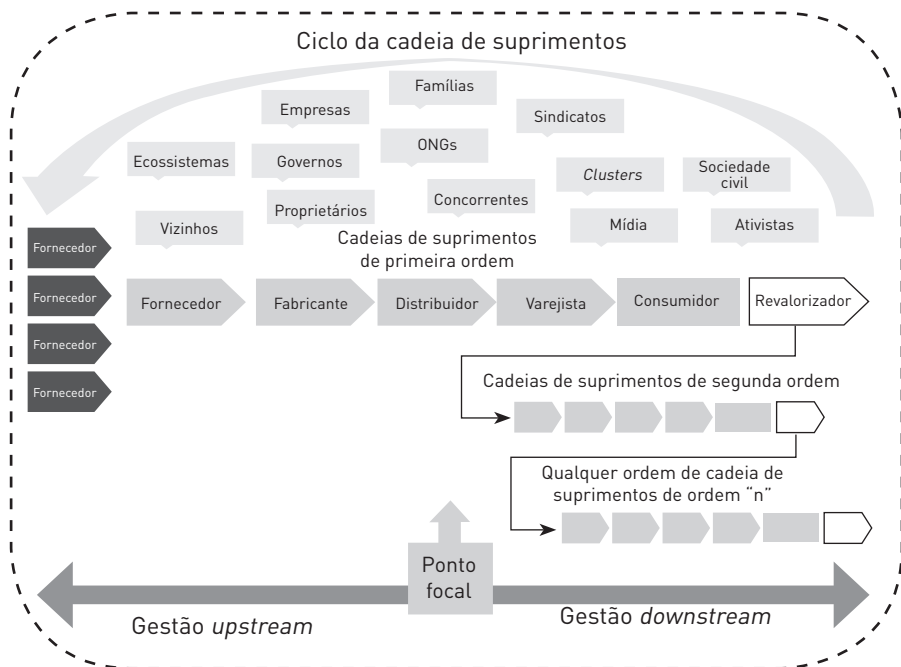 Ciclo da cadeia de suprimentos
Famílias
Empresas
Sindicatos
ONGs
Ecossistemas
Governos
Clusters
Sociedade
civil
Proprietários
Concorrentes
Vizinhos
Mídia
Ativistas
Cadeias de suprimentos
de primeira ordem
Fornecedor
Fornecedor
Fornecedor
Fornecedor
Fornecedor
Fabricante
Distribuidor
Varejista
Consumidor
Revalorizador
Cadeias de suprimentos de segunda ordem
Qualquer ordem de cadeia de
suprimentos de ordem “n”
Ponto
focal
Gestão upstream
Gestão downstream